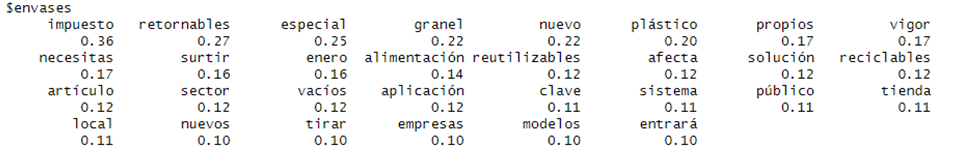 $envases
impuesto retornables especial granel nuevo plástico propios vigor
0.36 0.27 0.25 0.22 0.22 0.20 0.17 0.17
necesitas surtir enero alimentación reutilizables afecta solución reciclables
0.17 0.16 0.16 0.14 0.12 0.12 0.12 0.12
artículo sector vacíos aplicación clave sistema público tienda
0.12 0.12 0.12 0.12 0.11 0.11 0.11 0.11
local nuevos tirar empresas modelos entrará
0.11 0.10 0.10 0.10 0.10 0.10